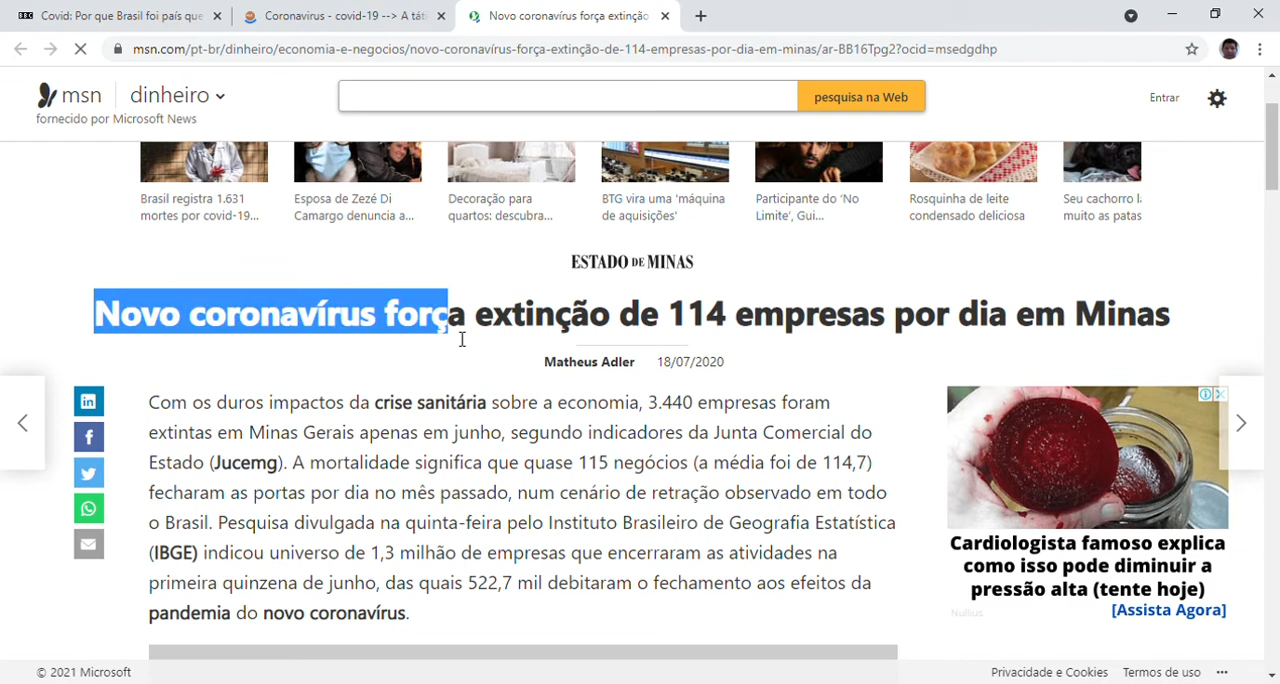 BBC Covid: Por que Brasil foi país que
Coronavirus - covid-19 --> A táti
Novo coronavírus força extinção
msn.com/pt-br/dinheiro/economia-e-negocios/novo-coronavírus-força-extinção-de-114-empresas-por-dia-em-minas/ar-BB16Tpg2?ocid=msedgdhp
msn dinheiro
fornecido por Microsoft News
pesquisa na Web
Entrar
Brasil registra 1.631
mortes por covid-19...
Esposa de Zezé Di
Camargo denuncia a...
Decoração para
quartos: descubra...
BTG vira uma 'máquina
de aquisições'
Participante do 'No
Limite', Gui...
Rosquinha de leite
condensado deliciosa
Seu cachorro l
muito as patas
ESTADO DE MINAS
Novo coronavírus força extinção de 114 empresas por dia em Minas
Matheus Adler 18/07/2020
Com os duros impactos da crise sanitária sobre a economia, 3.440 empresas foram
extintas em Minas Gerais apenas em junho, segundo indicadores da Junta Comercial do
Estado (Jucemg). A mortalidade significa que quase 115 negócios (a média foi de 114,7)
fecharam as portas por dia no mês passado, num cenário de retração observado em todo
o Brasil. Pesquisa divulgada na quinta-feira pelo Instituto Brasileiro de Geografia Estatística
(IBGE) indicou universo de 1,3 milhão de empresas que encerraram as atividades na
primeira quinzena de junho, das quais 522,7 mil debitaram o fechamento aos efeitos da
pandemia do novo coronavírus.
Cardiologista famoso explica
como isso pode diminuir a
pressão alta (tente hoje)
Nullius
[Assista Agora]
© 2021 Microsoft
Privacidade e Cookies Termos de uso ...